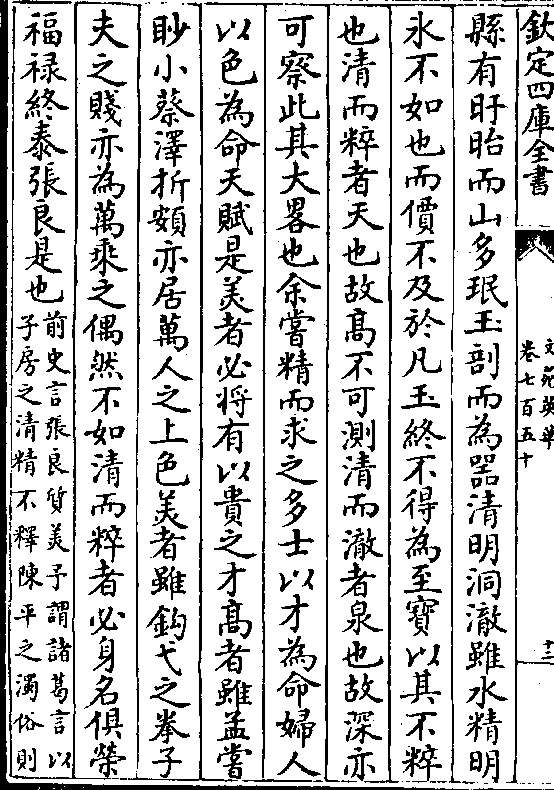 欽定四庫全書
文苑英華
卷七百五十
十二
縣有盱眙而山多珉玉剖而為器清明洞澈雖水精明
氷不如也而價不及於凡玉終不得為至寶以其不粹
也清而粹者天也故髙不可測清而澈者泉也故深亦
可察此其大畧也余嘗精而求之多士以才為命婦人
以色為命天賦是美者必将有以貴之才髙者雖孟嘗
眇小蔡澤折頞亦居萬人之上色美者雖鈎弋之拳子
夫之賤亦為萬乘之偶然不如清而粹者必身名俱榮
福禄終泰張良是也前史言張良質美予謂諸葛言以
子房之清精不釋陳平之濁俗則